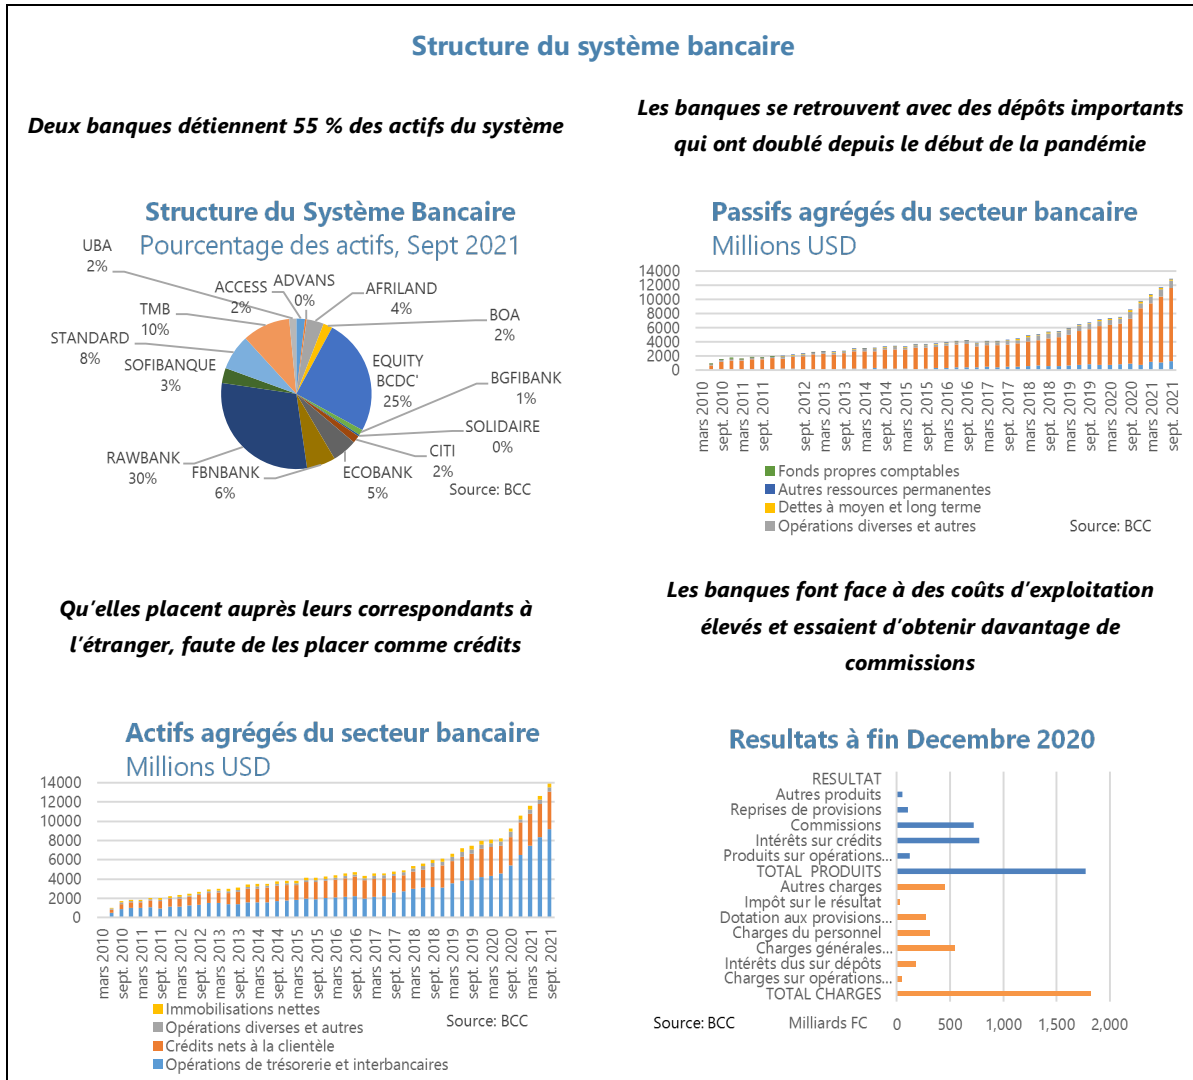 Structure du système bancaire
Deux banques détiennent 55 % des actifs du système
Structure du Système Bancaire
Pourcentage des actifs, Sept 2021
UBA
2%
ACCESS
2%
ADVANS
0%
AFRILAND
4%
BOA
2%
EQUITY
BCDC'
25%
BGFIBANK
1%
SOLIDAIRE
0%
CITI
2%
ECOBANK
5%
FBNBANK
6%
RAWBANK
30%
SOFIBANQUE
3%
STANDARD
8%
TMB
10%
Source: BCC
Les banques se retrouvent avec des dépôts importants
qui ont doublé depuis le début de la pandémie
Passifs agrégés du secteur bancaire
Millions USD
14000
12000
10000
8000
6000
4000
2000
0
mars 2010
sept. 2010
mars 2011
sept. 2011
sept. 2012
mars 2013
sept. 2013
mars 2014
sept. 2014
mars 2015
sept. 2015
mars 2016
sept. 2016
mars 2017
sept. 2017
mars 2018
sept. 2018
mars 2019
sept. 2019
mars 2020
sept. 2020
mars 2021
sept. 2021
Fonds propres comptables
Autres ressources permanentes
Dettes à moyen et long terme
Opérations diverses et autres
Source: BCC
Qu'elles placent auprès leurs correspondants à
l'étranger, faute de les placer comme crédits
Actifs agrégés du secteur bancaire
Millions USD
14000
12000
10000
8000
6000
4000
2000
0
mars 2010
sept. 2010
mars 2011
sept. 2011
mars 2012
sept. 2012
mars 2013
sept. 2013
mars 2014
sept. 2014
mars 2015
sept. 2015
mars 2016
sept. 2016
mars 2017
sept. 2017
mars 2018
sept. 2018
mars 2019
sept. 2019
mars 2020
sept. 2020
mars 2021
sept. 2021
Immobilisations nettes
Opérations diverses et autres
Crédits nets à la clientèle
Opérations de trésorerie et interbancaires
Source: BCC
Les banques font face à des coûts d'exploitation
élevés et essaient d'obtenir davantage de
commissions
Resultats à fin Decembre 2020
RESULTAT
Autres produits
Reprises de provisions
Commissions
Intérêts sur crédits
Produits sur opérations...
TOTAL PRODUITS
Autres charges
Impôt sur le résultat
Dotation aux provisions...
Charges du personnel
Charges générales...
Intérêts dus sur dépôts
Charges sur opérations...
TOTAL CHARGES
0 500 1,000 1,500 2,000
Source: BCC Milliards FC